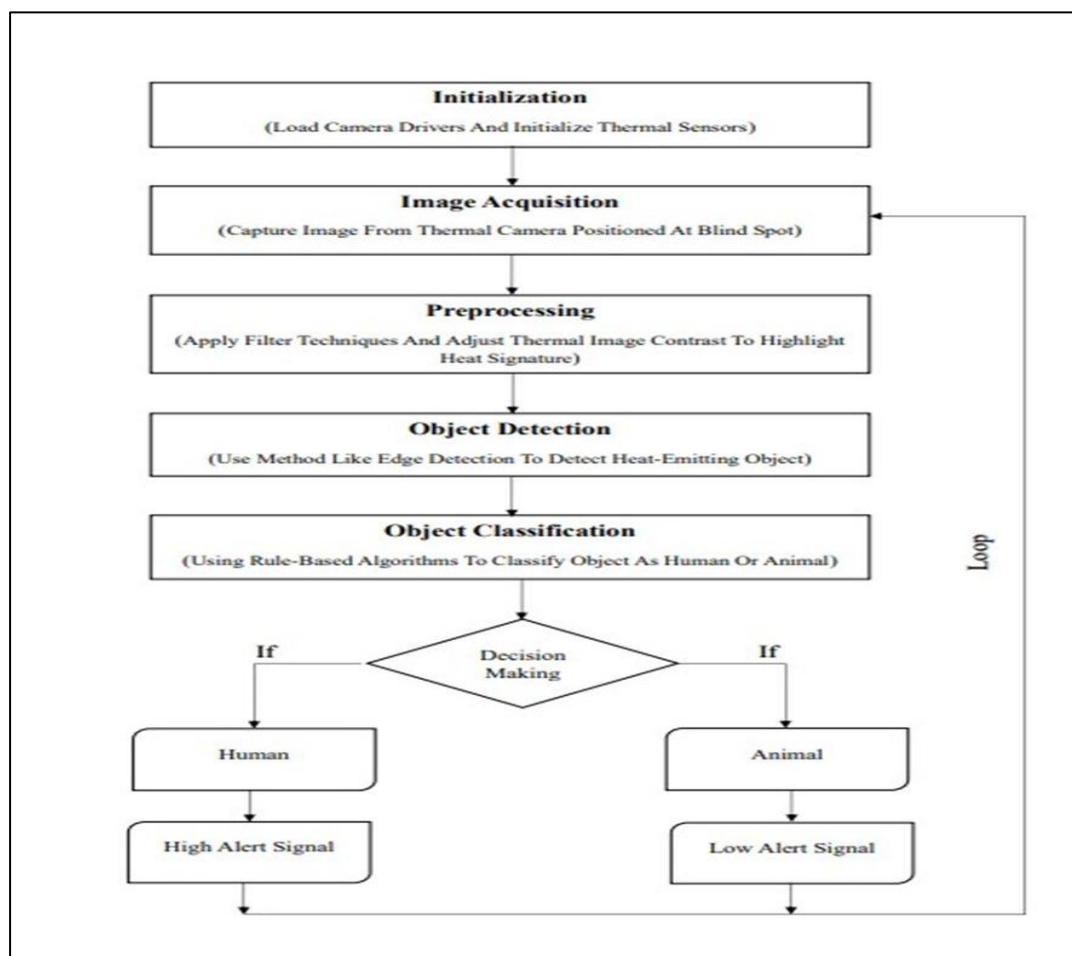 Initialization
(Load Camera Drivers And Initialize Thermal Sensors)
Image Acquisition
(Capture Image From Thermal Camera Positioned At Blind Spot)
Preprocessing
(Apply Filter Techniques And Adjust Thermal Image Contrast To Highlight
Heat Signature)
Object Detection
(Use Method Like Edge Detection To Detect Heat-Emitting Object)
Object Classification
(Using Rule-Based Algorithms To Classify Object As Human Or Animal)
Loop
If
Decision
Making
If
Human
Animal
High Alert Signal
Low Alert Signal